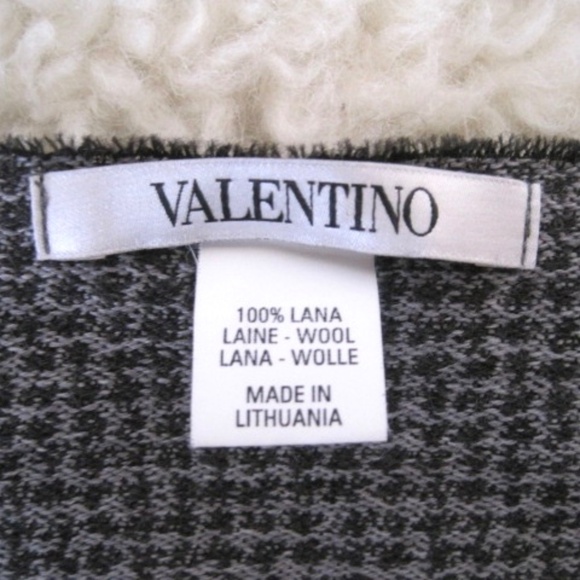 VALENTINO
100% LANA
LAINE - WOOL
LANA - WOLLE
MADE IN
LITHUANIA